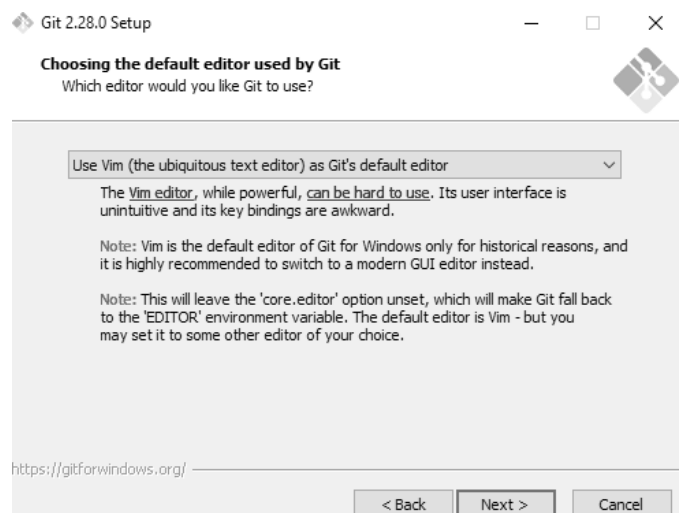 Git 2.28.0 Setup
Choosing the default editor used by Git
Which editor would you like Git to use?
Use Vim (the ubiquitous text editor) as Git's default editor
The Vim editor, while powerful, can be hard to use. Its user interface is
unintuitive and its key bindings are awkward.
Note: Vim is the default editor of Git for Windows only for historical reasons, and
it is highly recommended to switch to a modern GUI editor instead.
Note: This will leave the 'core.editor' option unset, which will make Git fall back
to the 'EDITOR' environment variable. The default editor is Vim - but you
may set it to some other editor of your choice.
https://gitforwindows.org/
< Back Next > Cancel